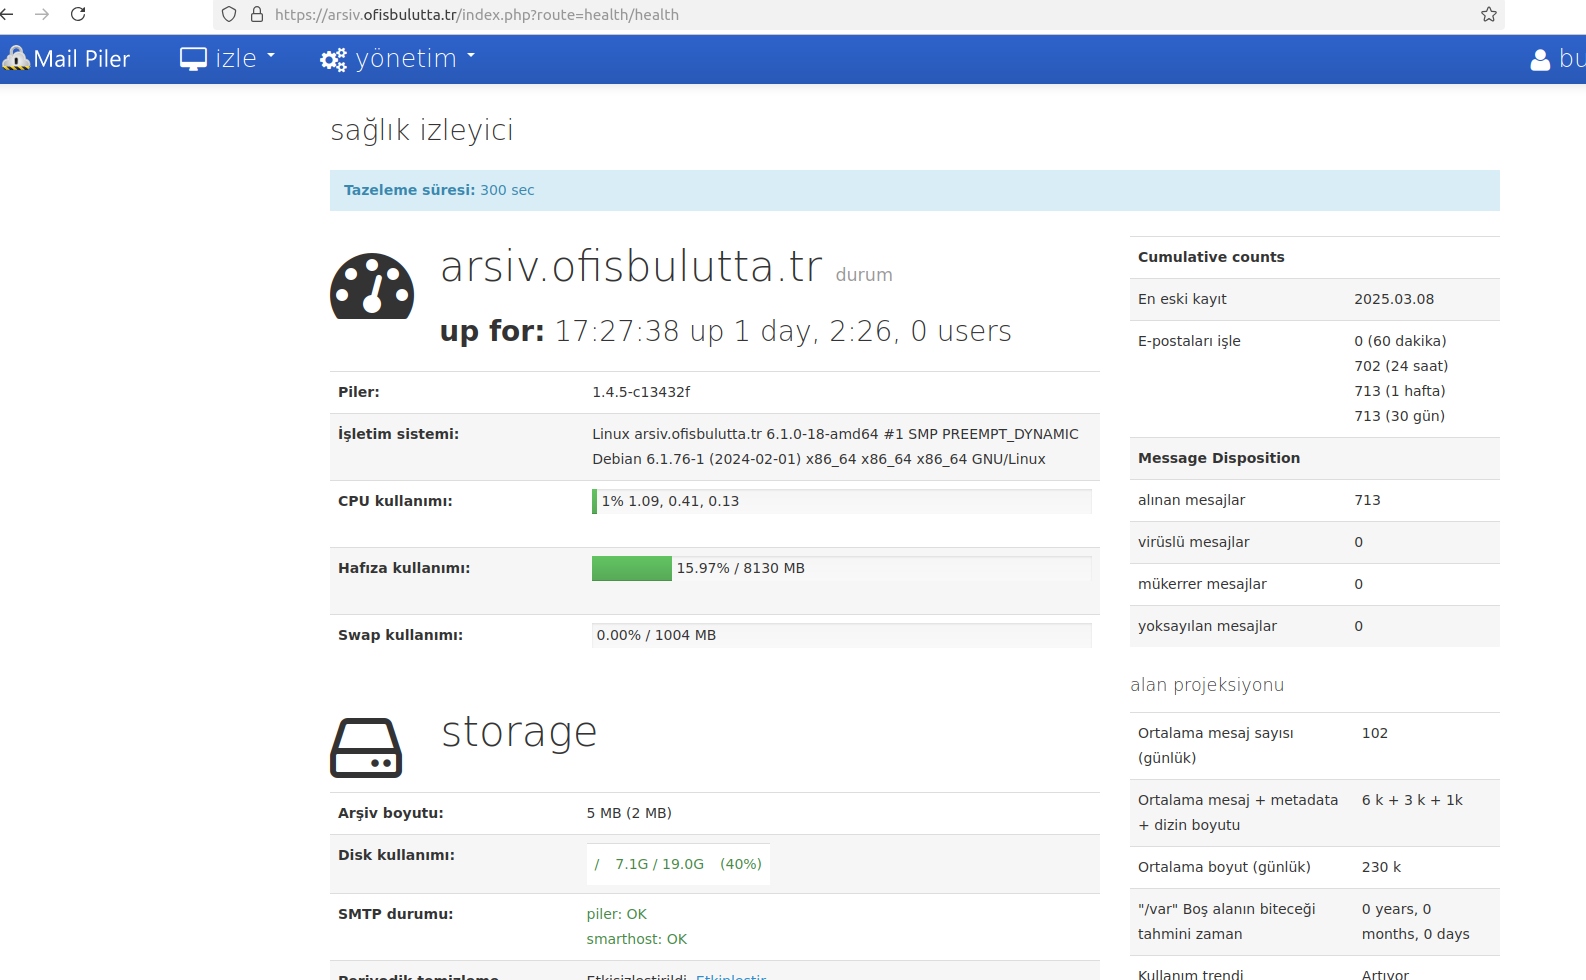 https://arsiv.ofisbulutta.tr/index.php?route=health/health
Mail Piler izle yönetim bu
sağlık izleyici
Tazeleme süresi: 300 sec
arsiv.ofisbulutta.tr durum
up for: 17:27:38 up 1 day, 2:26, 0 users
Piler: 1.4.5-c13432f
İşletim sistemi: Linux arsiv.ofisbulutta.tr 6.1.0-18-amd64 #1 SMP PREEMPT_DYNAMIC
Debian 6.1.76-1 (2024-02-01) x86_64 x86_64 x86_64 GNU/Linux
CPU kullanımı: 1% 1.09, 0.41, 0.13
Hafıza kullanımı: 15.97% / 8130 MB
Swap kullanımı: 0.00% / 1004 MB
storage
Arşiv boyutu: 5 MB (2 MB)
Disk kullanımı: / 7.1G / 19.0G (40%)
SMTP durumu: piler: OK
smarthost: OK
Periyodik temizleme Etkisizleştirildi Etkinleştir
Cumulative counts
En eski kayıt 2025.03.08
E-postaları işle 0 (60 dakika)
702 (24 saat)
713 (1 hafta)
713 (30 gün)
Message Disposition
alınan mesajlar 713
virüslü mesajlar 0
mükerrer mesajlar 0
yoksayılan mesajlar 0
alan projeksiyonu
Ortalama mesaj sayısı 102
(günlük)
Ortalama mesaj + metadata 6 k + 3 k + 1k
+ dizin boyutu
Ortalama boyut (günlük) 230 k
"/var" Boş alanın biteceği 0 years, 0
tahmini zaman months, 0 days
Kullanım trendi Artıyor